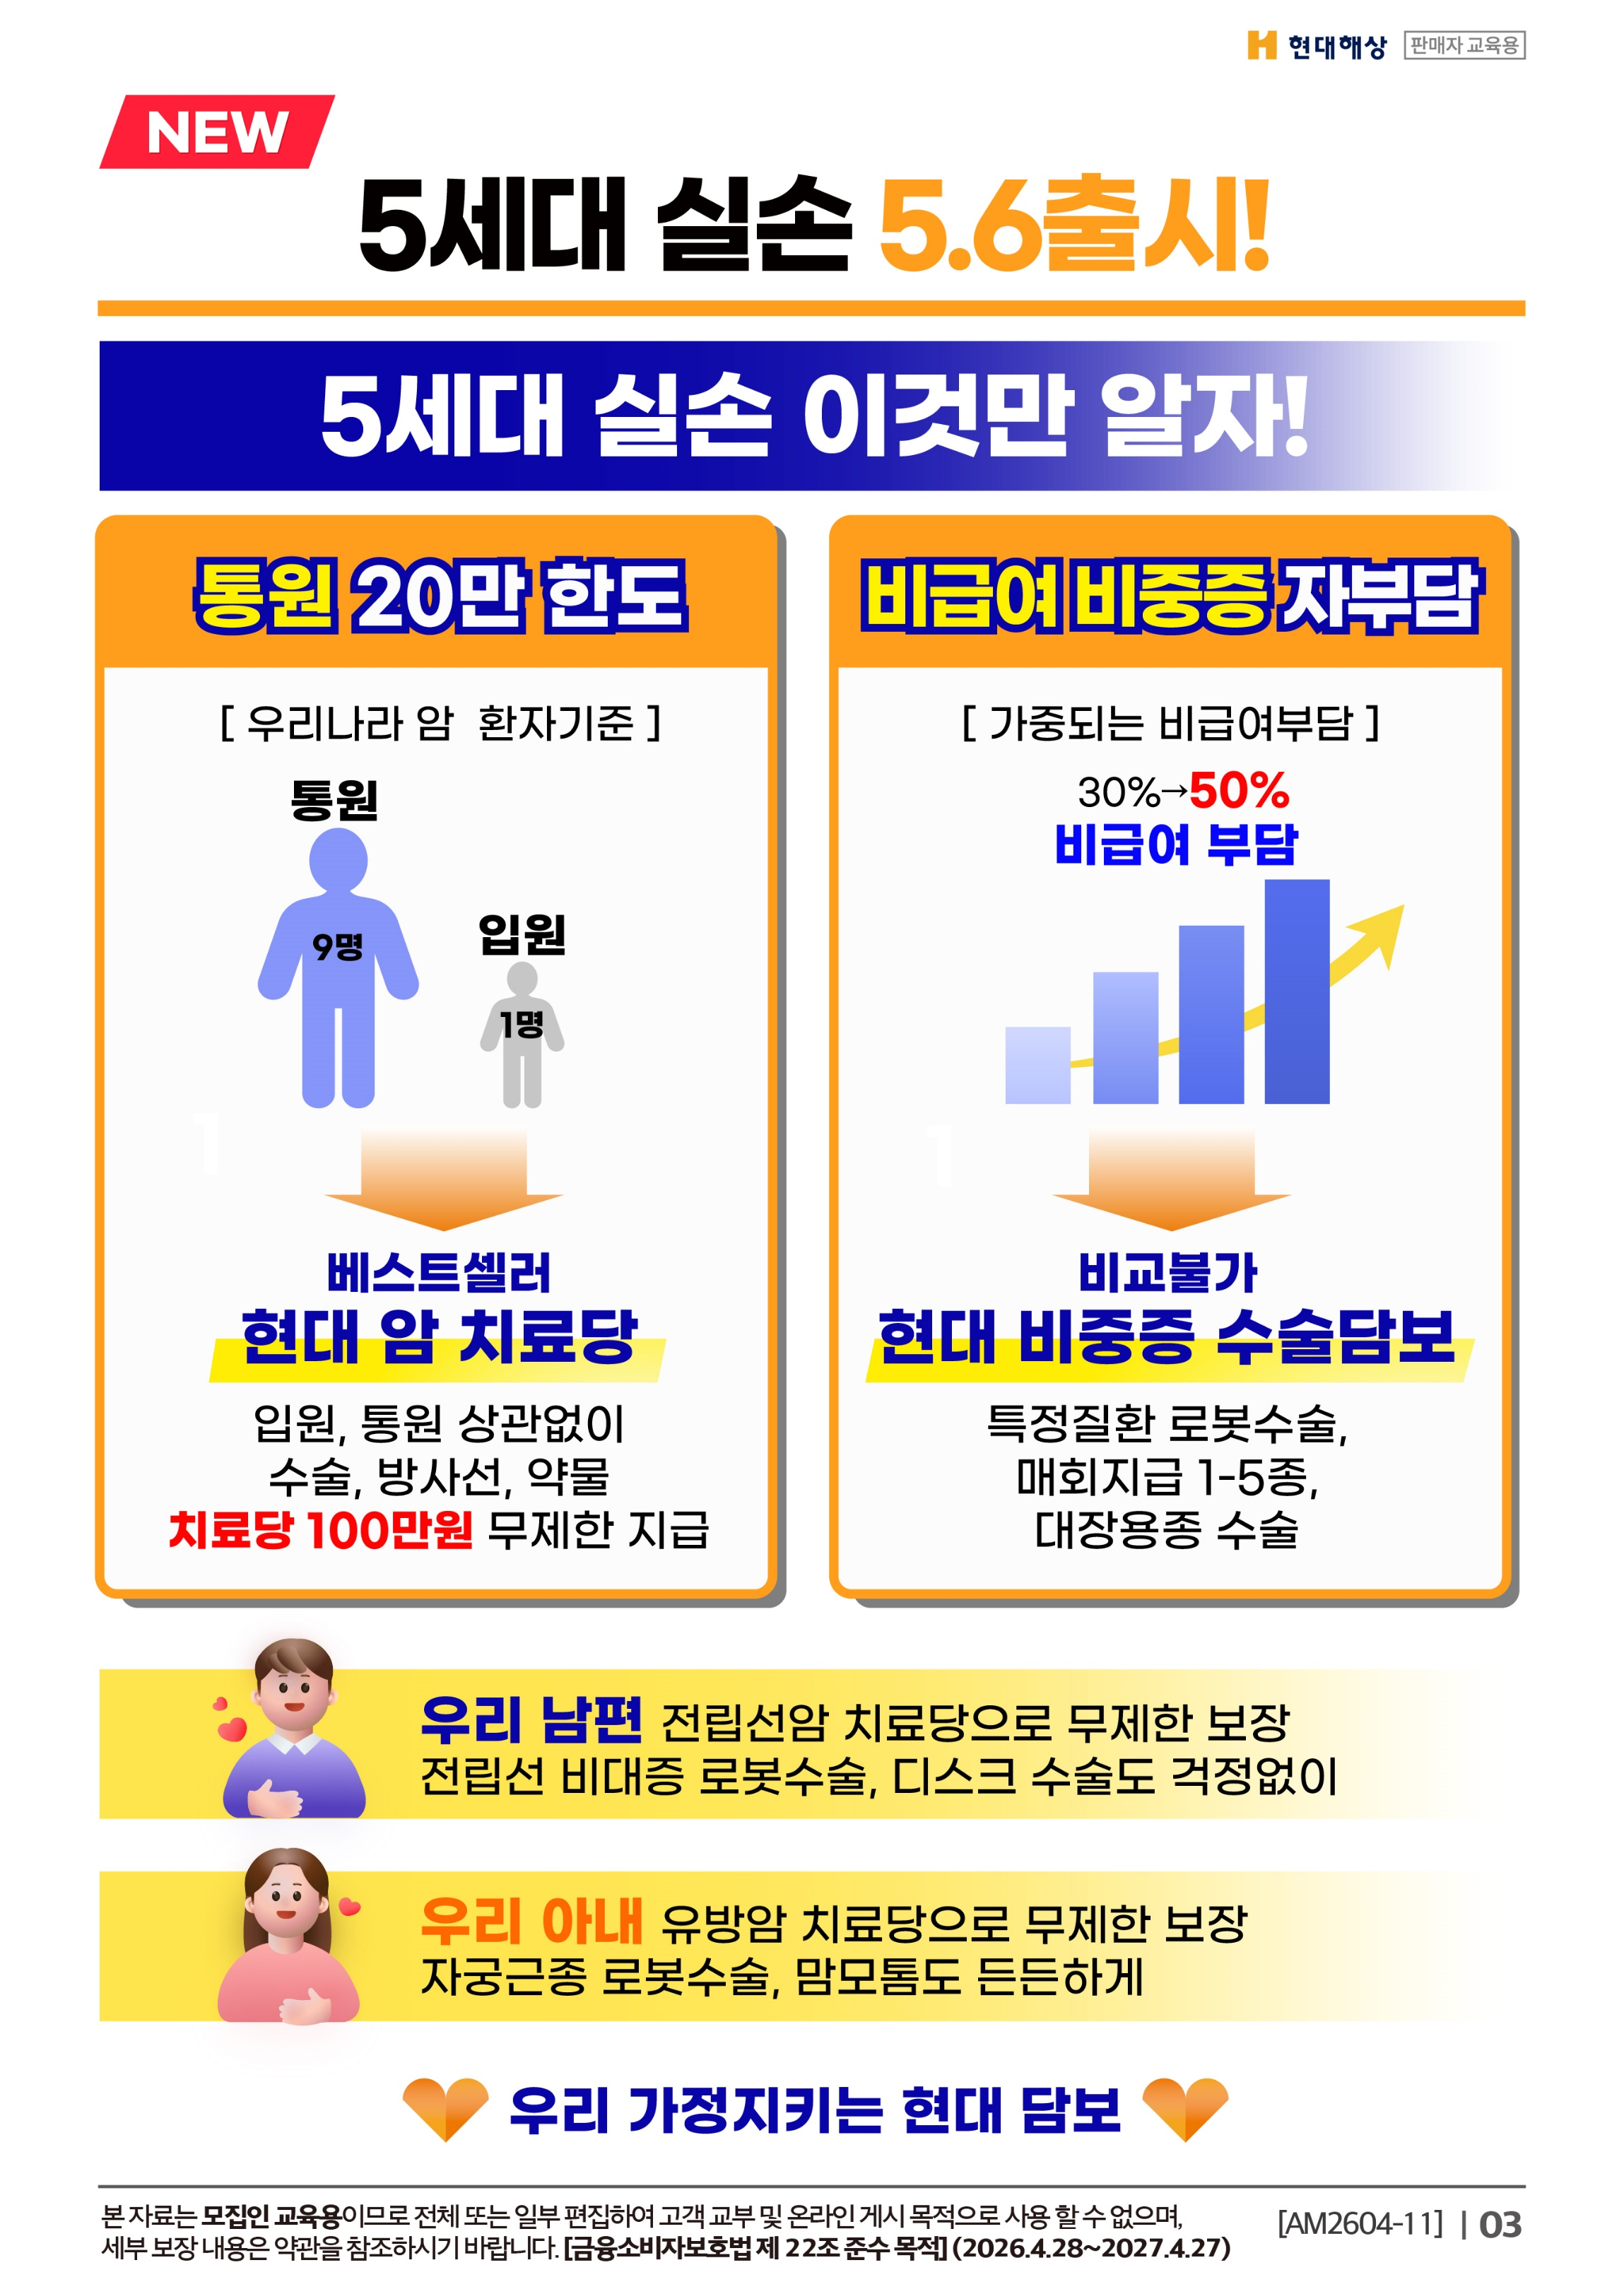 현대해상 판매자 교육용
NEW
5세대 실손 5.6출시!
5세대 실손 이것만 알자!
통원 20만 한도
[ 우리나라 암 환자기준 ]
통원
9명
입원
1명
1
베스트셀러
현대 암 치료당
입원, 통원 상관없이
수술, 방사선, 약물
치료당 100만원 무제한 지급
비급여 비중증 자부담
[ 가중되는 비급여부담 ]
30%→50%
비급여 부담
1
비교불가
현대 비중증 수술담보
특정질환 로봇수술,
매회지급 1-5종,
대장용종 수술
우리 남편 전립선암 치료당으로 무제한 보장
전립선 비대증 로봇수술, 디스크 수술도 걱정없이
우리 아내 유방암 치료당으로 무제한 보장
자궁근종 로봇수술, 맘모톰도 든든하게
우리 가정지키는 현대 담보
본 자료는 모집인 교육용이므로 전체 또는 일부 편집하여 고객 교부 및 온라인 게시 목적으로 사용 할 수 없으며,
세부 보장 내용은 약관을 참조하시기 바랍니다. [금융소비자보호법 제 22조 준수 목적] (2026.4.28~2027.4.27)
[AM2604-11] | 03